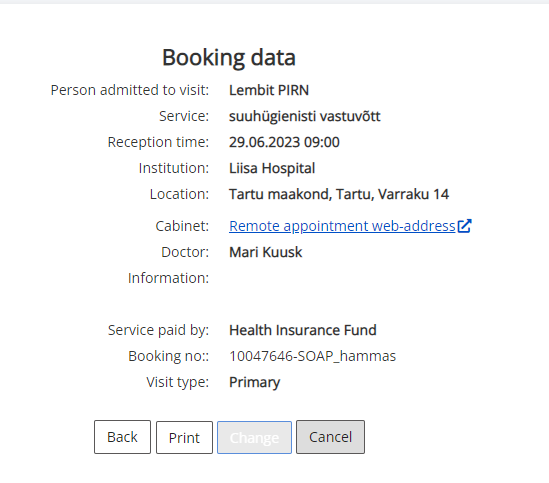 Booking data
Person admitted to visit: Lembit PIRN
Service: suuhügienisti vastuvõtt
Reception time: 29.06.2023 09:00
Institution: Liisa Hospital
Location: Tartu maakond, Tartu, Varraku 14
Cabinet: Remote appointment web-address
Doctor: Mari Kuusk
Information:
Service paid by: Health Insurance Fund
Booking no:: 10047646-SOAP_hammas
Visit type: Primary
Back Print Change Cancel